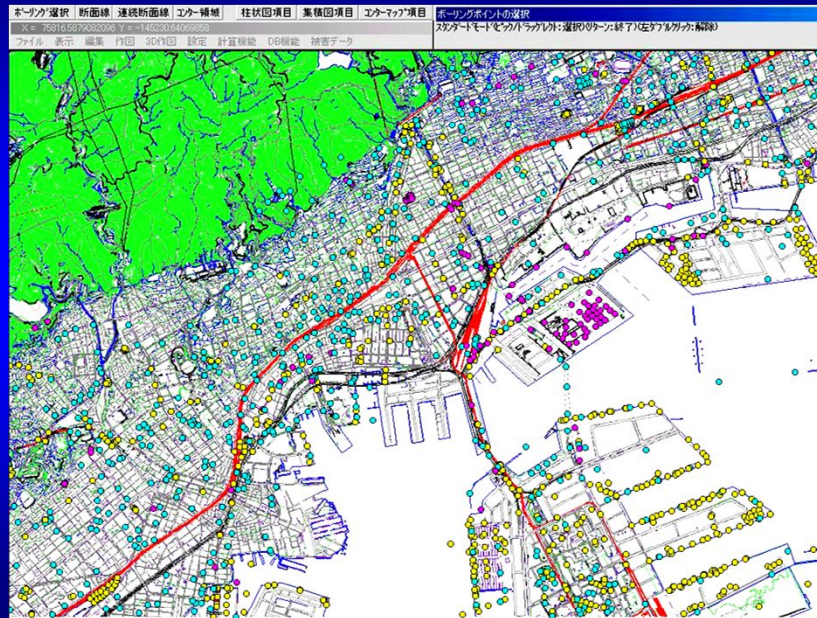 ボーリング選択 断面線 連続断面線 コンター領域 柱状図項目 集積図項目 コンターマップ項目
X = 75816.5879082096 Y = -145230.64069858
ファイル 表示 編集 作図 3D作図 設定 計算機能 DB機能 被害データ
ボーリングポイントの選択
スタンダードモード(ピック/ドラッグレクト:選択)(リターン:終了)(左ダブルクリック:解除)